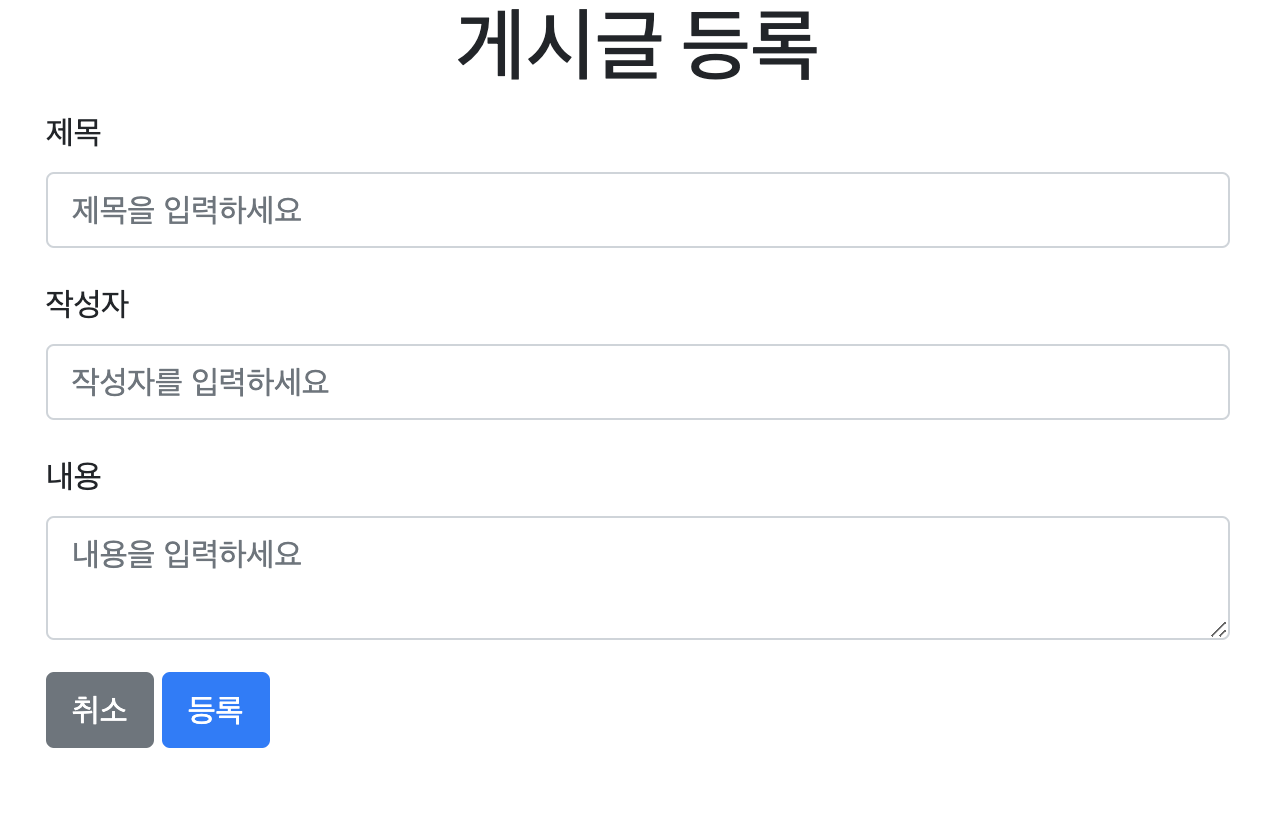 게시글 등록
제목
제목을 입력하세요
작성자
작성자를 입력하세요
내용
내용을 입력하세요
취소 등록